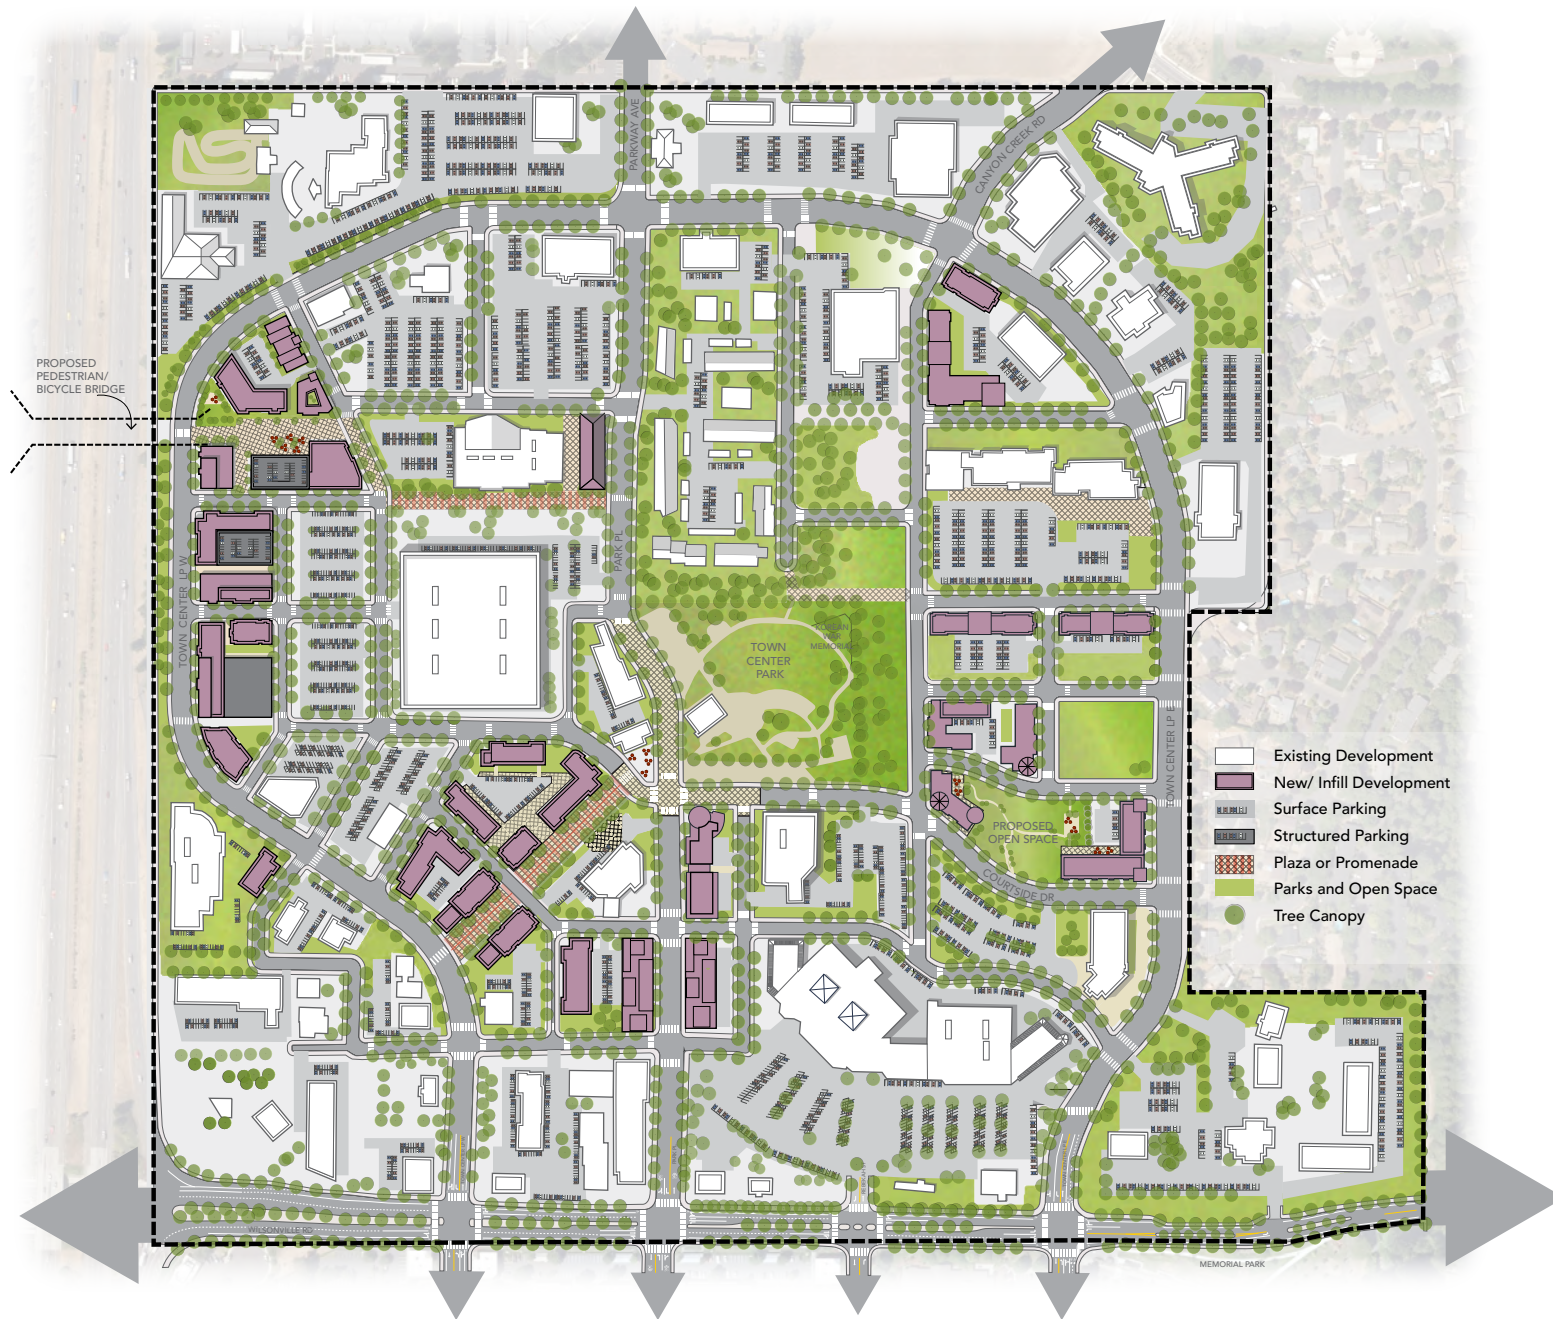 PARKWAY AVE
CANYON CREEK RD
PROPOSED
PEDESTRIAN/
BICYCLE BRIDGE
TOWN CENTER LP W
PARK PL
KOREAN
WAR
MEMORIAL
TOWN
CENTER
PARK
TOWN CENTER LP E
Existing Development
New/ Infill Development
Surface Parking
Structured Parking
Plaza or Promenade
Parks and Open Space
Tree Canopy
PROPOSED
OPEN SPACE
COURTSIDE DR
WILSONVILLE RD
MEMORIAL PARK